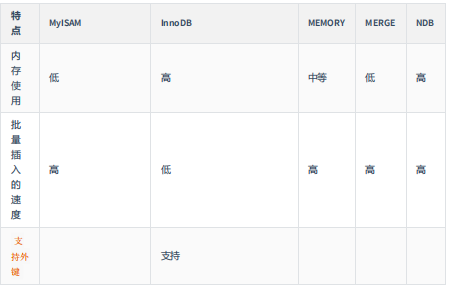 特点 MyISAM InnoDB MEMORY MERGE NDB
内存使用 低 高 中等 低 高
批量插入的速度 高 低 高 高 高
支持外键 支持